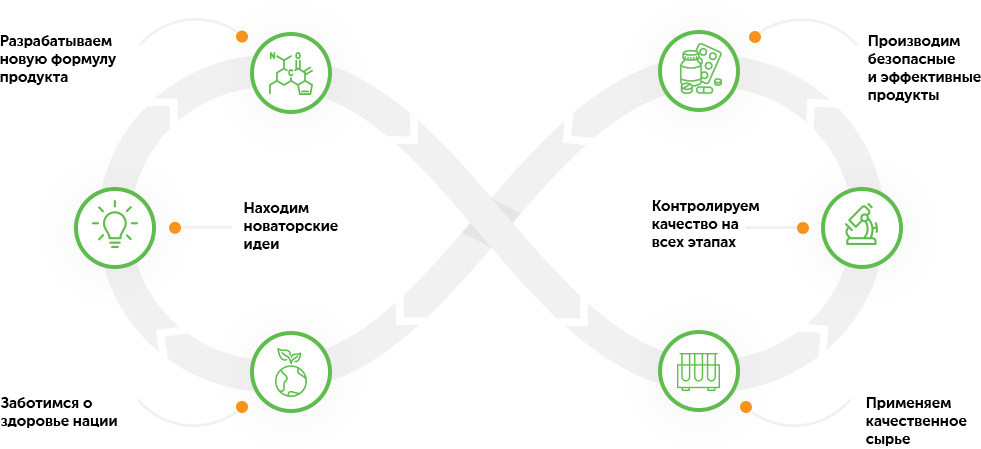 Разрабатываем
новую формулу
продукта
N
O
C
Производим
безопасные
и эффективные
продукты
Находим
новаторские
идеи
Контролируем
качество на
всех этапах
Заботимся о
здоровье нации
Применяем
качественное
сырье